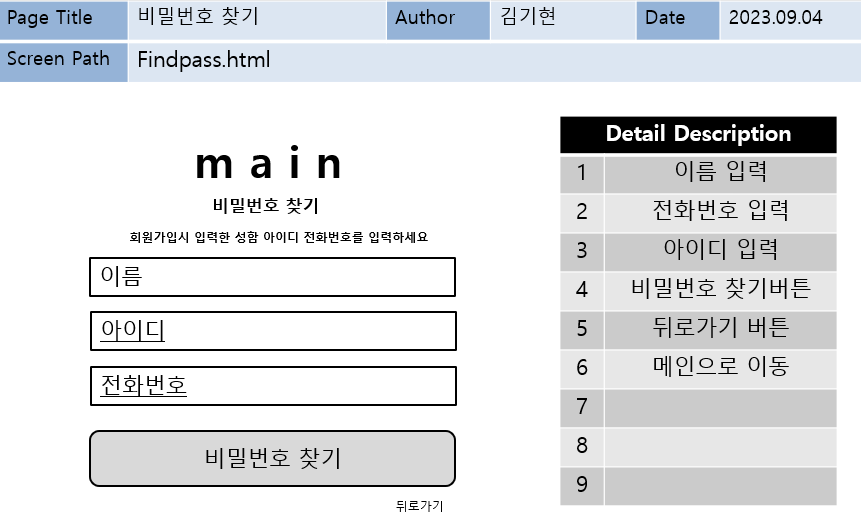 Page Title 비밀번호 찾기 Author 김기현 Date 2023.09.04
Screen Path Findpass.html
main
비밀번호 찾기
회원가입시 입력한 성함 아이디 전화번호를 입력하세요
이름
아이디
전화번호
비밀번호 찾기
뒤로가기
Detail Description
1 이름 입력
2 전화번호 입력
3 아이디 입력
4 비밀번호 찾기버튼
5 뒤로가기 버튼
6 메인으로 이동
7
8
9